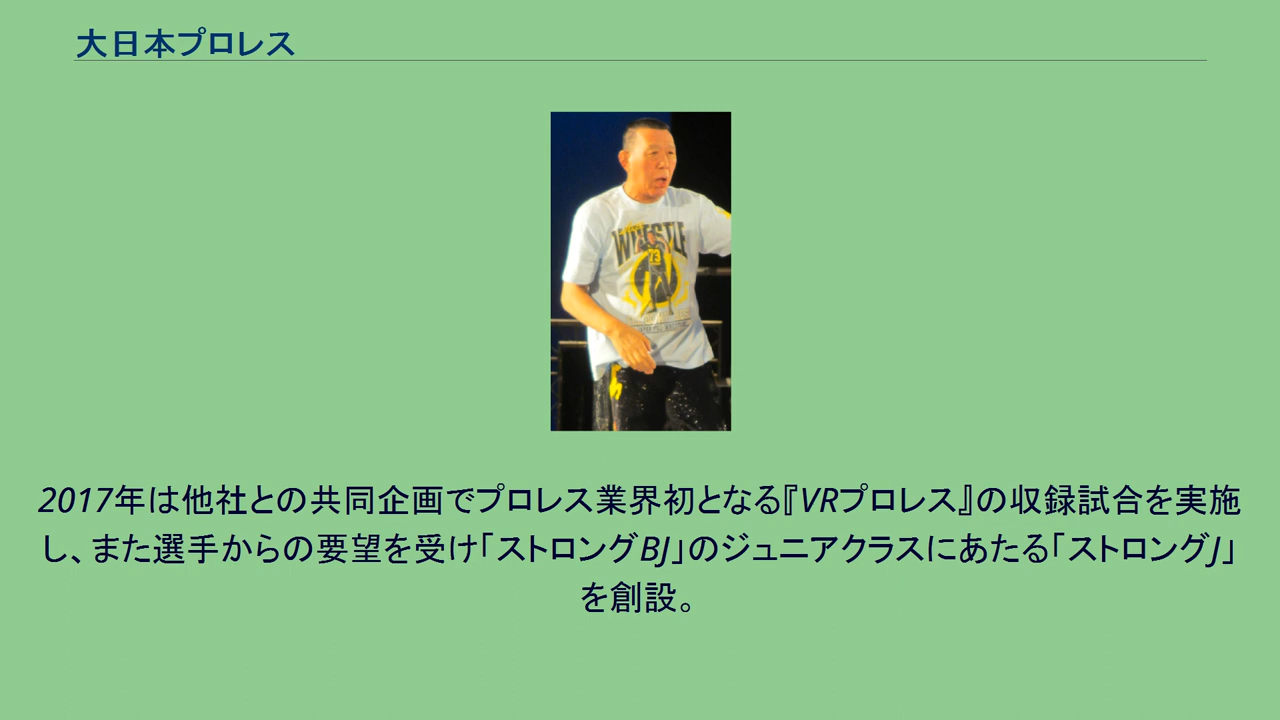 大日本プロレス
WRESTLE
73
2017年は他社との共同企画でプロレス業界初となる『VRプロレス』の収録試合を実施
し、また選手からの要望を受け「ストロングBJ」のジュニアクラスにあたる「ストロングJ」
を創設。